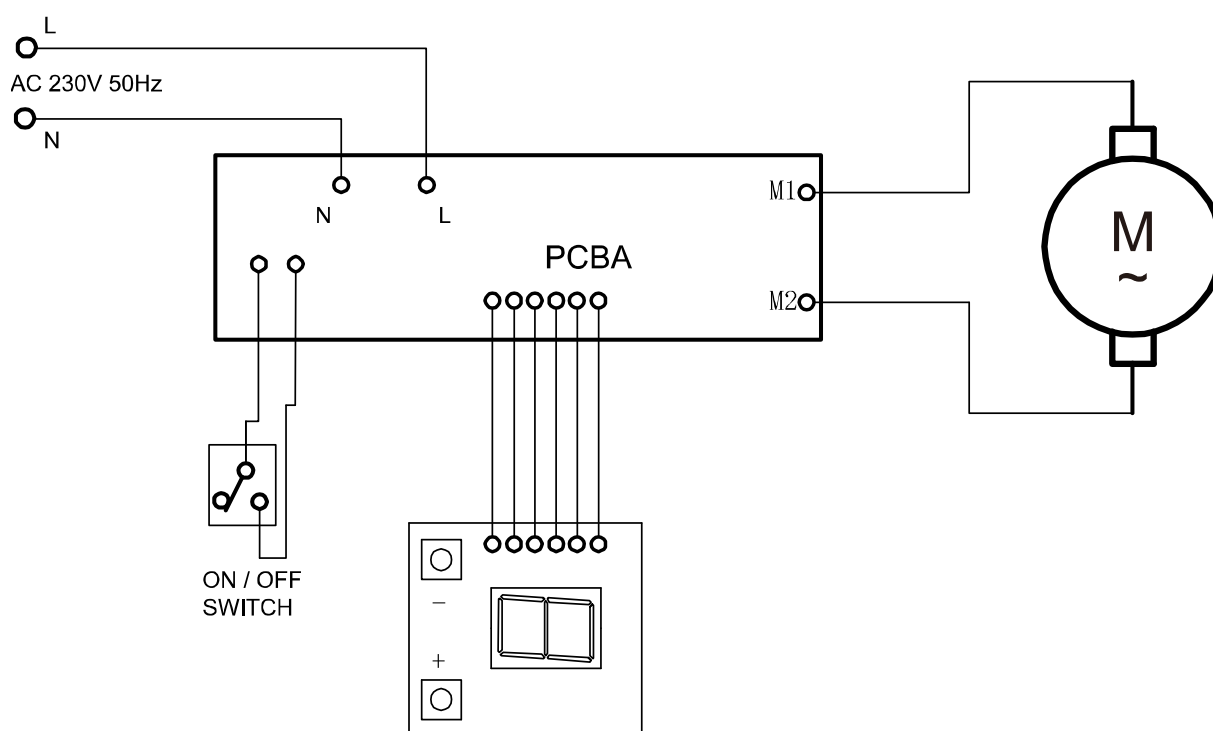 L
AC 230V 50Hz
N
N
L
M1
PCBA
M2
M
~
ON / OFF
SWITCH
−
+